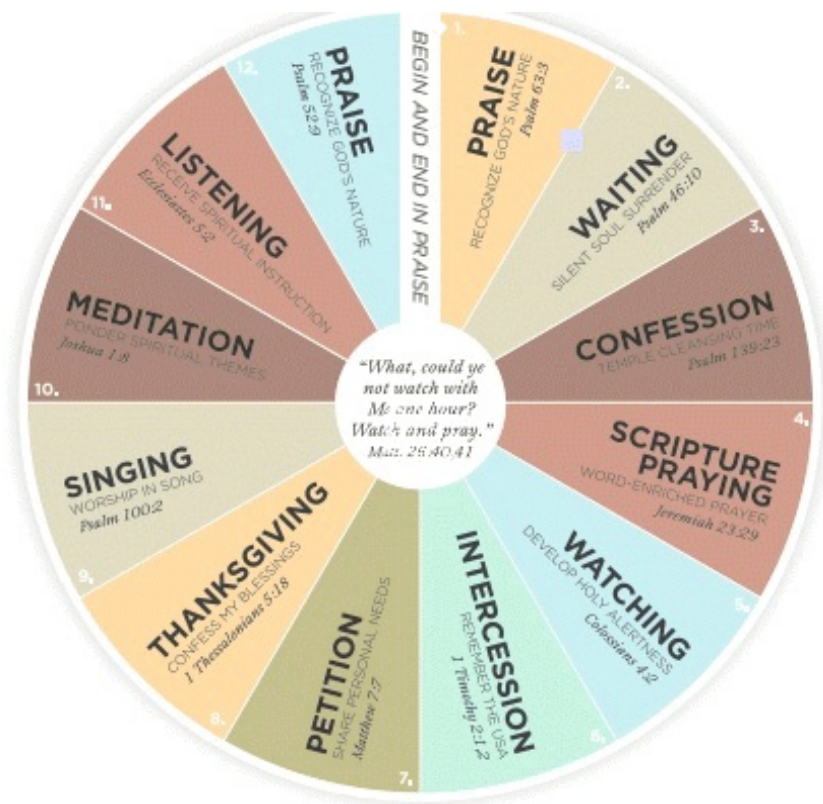 BEGIN AND END IN PRAISE
1.
PRAISE
RECOGNIZE GOD'S NATURE
Psalm 63:3
2.
WAITING
SILENT SOUL SURRENDER
Psalm 46:10
3.
CONFESSION
TEMPLE CLEANSING TIME
Psalm 139:23
4.
SCRIPTURE
PRAYING
WORD-ENRICHED PRAYER
Jeremiah 23:29
5.
WATCHING
DEVELOP HOLY ALERTNESS
Colossians 4:2
6.
INTERCESSION
REMEMBER THE USA
1 Timothy 2:1 2
7.
PETITION
SHARE PERSONAL NEEDS
Matthew 7:7
8.
THANKSGIVING
CONFESS MY BLESSINGS
1 Thessalonians 5:18
9.
SINGING
WORSHIP IN SONG
Psalm 100:2
10.
MEDITATION
PONDER SPIRITUAL THEMES
Joshua 1:8
11.
LISTENING
RECEIVE SPIRITUAL INSTRUCTION
Ecclesiastes 5:2
12.
PRAISE
RECOGNIZE GOD'S NATURE
Psalm 52:9
"What, could ye
not watch with
Me one hour?
Watch and pray."
Matt. 26:40,41